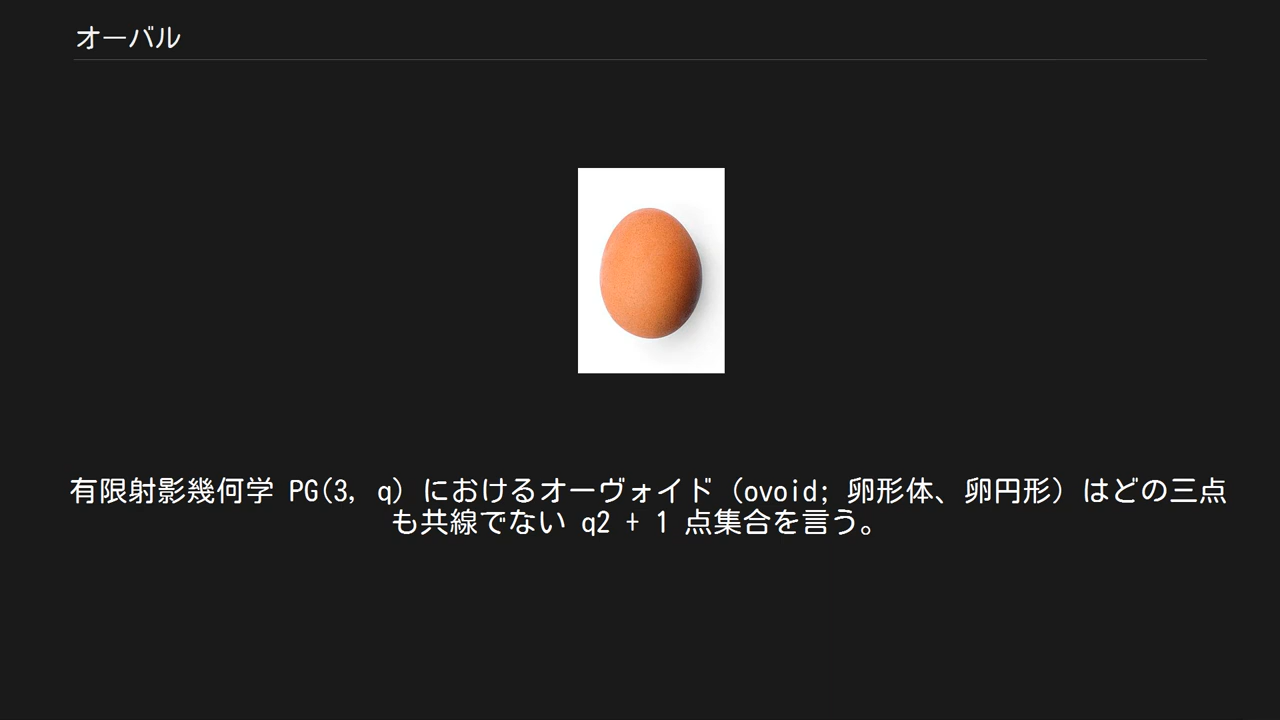 オーバル
有限射影幾何学 PG(3, q) におけるオーヴォイド (ovoid; 卵形体、卵円形) はどの三点
も共線でない q2 + 1 点集合を言う。